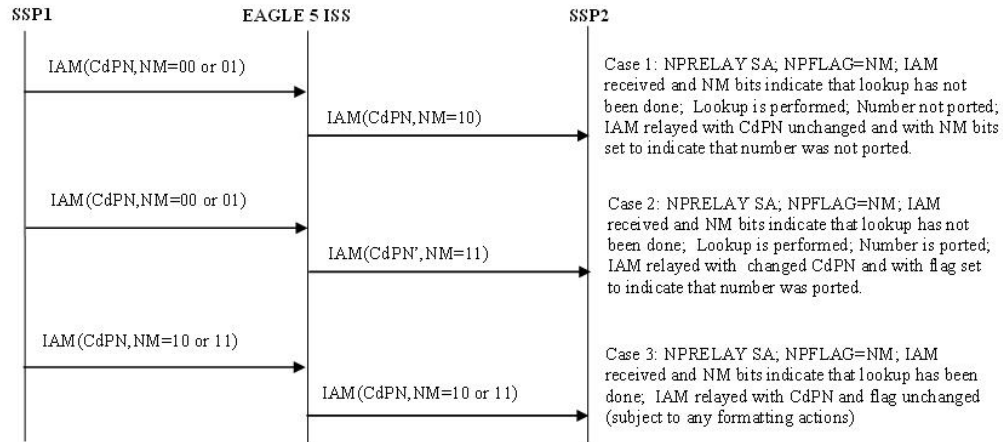 SSP1
EAGLE 5 ISS
SSP2
IAM(CdPN,NM=00 or 01)
IAM(CdPN,NM=10)
Case 1: NPRELAY SA; NPFLAG=NM; IAM
received and NM bits indicate that lookup has not
been done; Lookup is performed; Number not ported;
IAM relayed with CdPN unchanged and with NM bits
set to indicate that number was not ported.
IAM(CdPN,NM=00 or 01)
IAM(CdPN’,NM=11)
Case 2: NPRELAY SA; NPFLAG=NM; IAM
received and NM bits indicate that lookup has not
been done; Lookup is performed; Number is ported;
IAM relayed with changed CdPN and with flag set
to indicate that number was ported.
IAM(CdPN,NM=10 or 11)
IAM(CdPN,NM=10 or 11)
Case 3: NPRELAY SA; NPFLAG=NM; IAM
received and NM bits indicate that lookup has been
done; IAM relayed with CdPN and flag unchanged
(subject to any formatting actions)